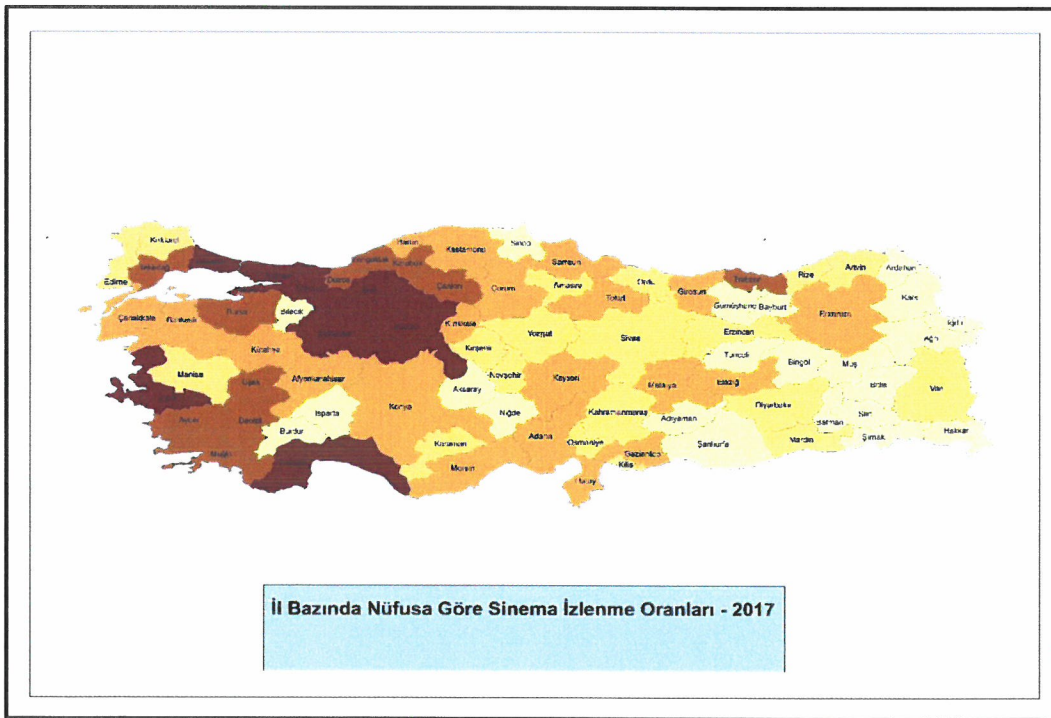 Kırklareli
Edirne
Bartın
Kastamonu
Sinop
Samsun
Çankırı
Çorum
Amasya
Ordu
Tokat
Giresun
Trabzon
Rize
Artvin
Ardahan
Kars
Gümüşhane
Bayburt
Erzurum
Iğdır
Ağrı
Çanakkale
Balıkesir
Bursa
Bilecik
Kırıkkale
Yozgat
Sivas
Erzincan
Tunceli
Bingöl
Muş
Kütahya
Kırşehir
Manisa
Uşak
Afyonkarahisar
Nevşehir
Kayseri
Malatya
Elazığ
Bitlis
Van
Aksaray
Konya
Niğde
Kahramanmaraş
Adıyaman
Diyarbakır
Batman
Siirt
Aydın
Denizli
Isparta
Burdur
Muğla
Karaman
Adana
Osmaniye
Gaziantep
Şanlıurfa
Mardin
Şırnak
Hakkari
Mersin
Kilis
Hatay
İl Bazında Nüfusa Göre Sinema İzlenme Oranları - 2017